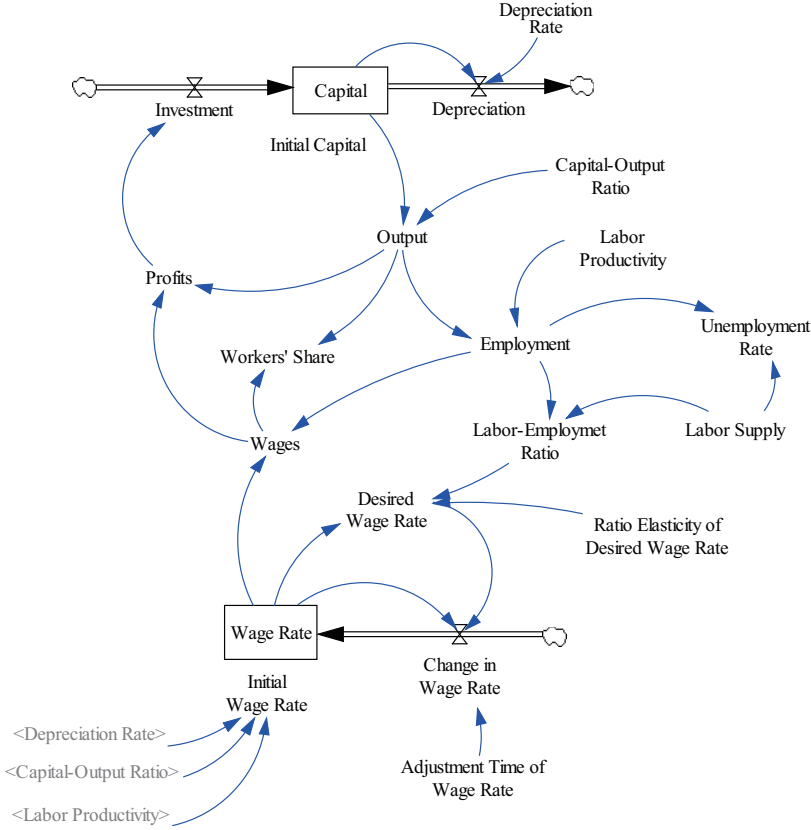 Depreciation
Rate
Capital
Investment
Depreciation
Initial Capital
Capital-Output
Ratio
Output
Labor
Productivity
Profits
Unemployment
Rate
Employment
Workers' Share
Labor-Employmet
Ratio
Labor Supply
Wages
Desired
Wage Rate
Ratio Elasticity of
Desired Wage Rate
Wage Rate
Change in
Wage Rate
Initial
Wage Rate
<Depreciation Rate>
<Capital-Output Ratio>
Adjustment Time of
Wage Rate
<Labor Productivity>